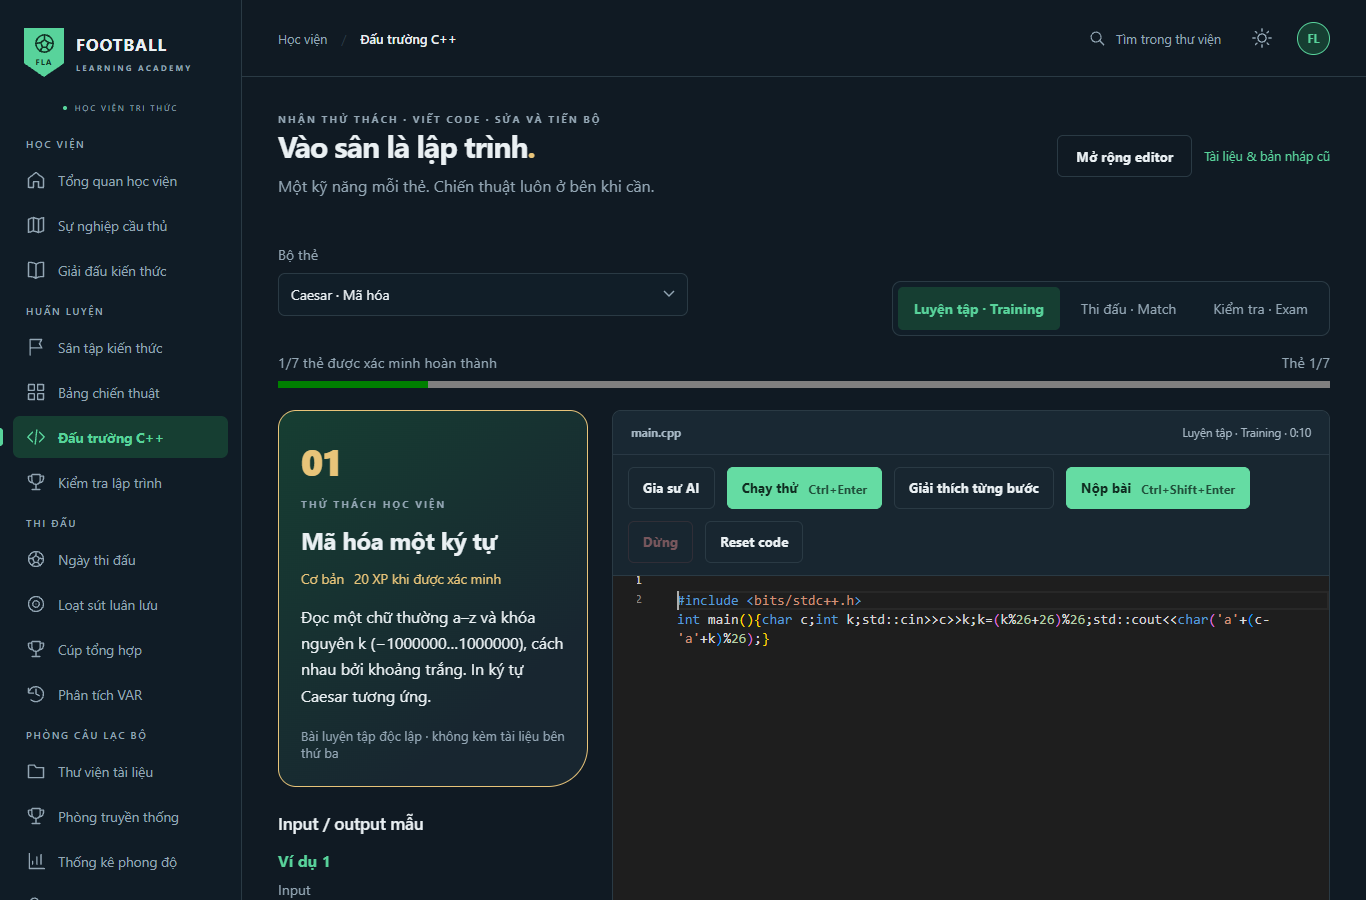 FLA
FOOTBALL
LEARNING ACADEMY
HỌC VIỆN TRI THỨC
HỌC VIỆN
Tổng quan học viện
Sự nghiệp cầu thủ
Giải đấu kiến thức
HUẤN LUYỆN
Sân tập kiến thức
Bảng chiến thuật
Đấu trường C++
Kiểm tra lập trình
THI ĐẤU
Ngày thi đấu
Loạt sút luân lưu
Cúp tổng hợp
Phân tích VAR
PHÒNG CÂU LẠC BỘ
Thư viện tài liệu
Phòng truyền thống
Thống kê phong độ
Học viện / Đấu trường C++
Tìm trong thư viện
FL
NHẬN THỬ THÁCH · VIẾT CODE · SỬA VÀ TIẾN BỘ
Vào sân là lập trình.
Một kỹ năng mỗi thẻ. Chiến thuật luôn ở bên khi cần.
Mở rộng editor
Tài liệu & bản nháp cũ
Bộ thẻ
Caesar · Mã hóa
Luyện tập · Training
Thi đấu · Match
Kiểm tra · Exam
1/7 thẻ được xác minh hoàn thành
Thẻ 1/7
01
THỬ THÁCH HỌC VIỆN
Mã hóa một ký tự
Cơ bản 20 XP khi được xác minh
Đọc một chữ thường a–z và khóa
nguyên k (−1000000...1000000), cách
nhau bởi khoảng trắng. In ký tự
Caesar tương ứng.
Bài luyện tập độc lập · không kèm tài liệu bên
thứ ba
Input / output mẫu
Ví dụ 1
Input
main.cpp
Luyện tập · Training · 0:10
Gia sư AI
Chạy thử Ctrl+Enter
Giải thích từng bước
Nộp bài Ctrl+Shift+Enter
Dừng
Reset code
1
2
#include <bits/stdc++.h>
int main(){char c;int k;std::cin>>c>>k;k=(k%26+26)%26;std::cout<<char('a'+(c-
'a'+k)%26);}